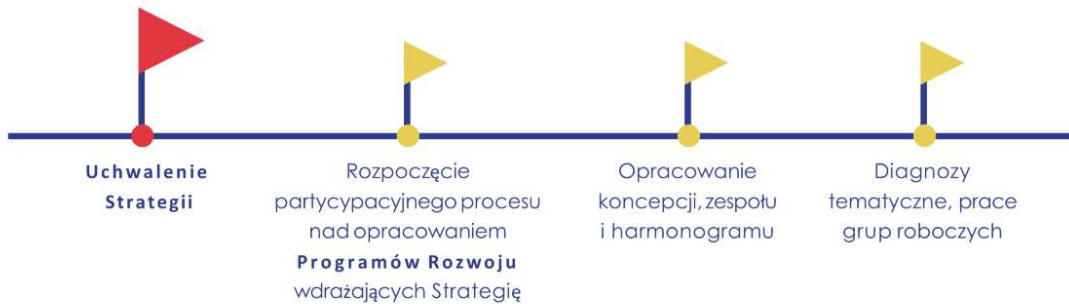 Uchwalenie
Strategii
Rozpoczęcie
partycypacyjnego procesu
nad opracowaniem
Programów Rozwoju
wdrażających Strategię
Opracowanie
koncepcji, zespołu
i harmonogramu
Diagnozy
tematyczne, prace
grup roboczych